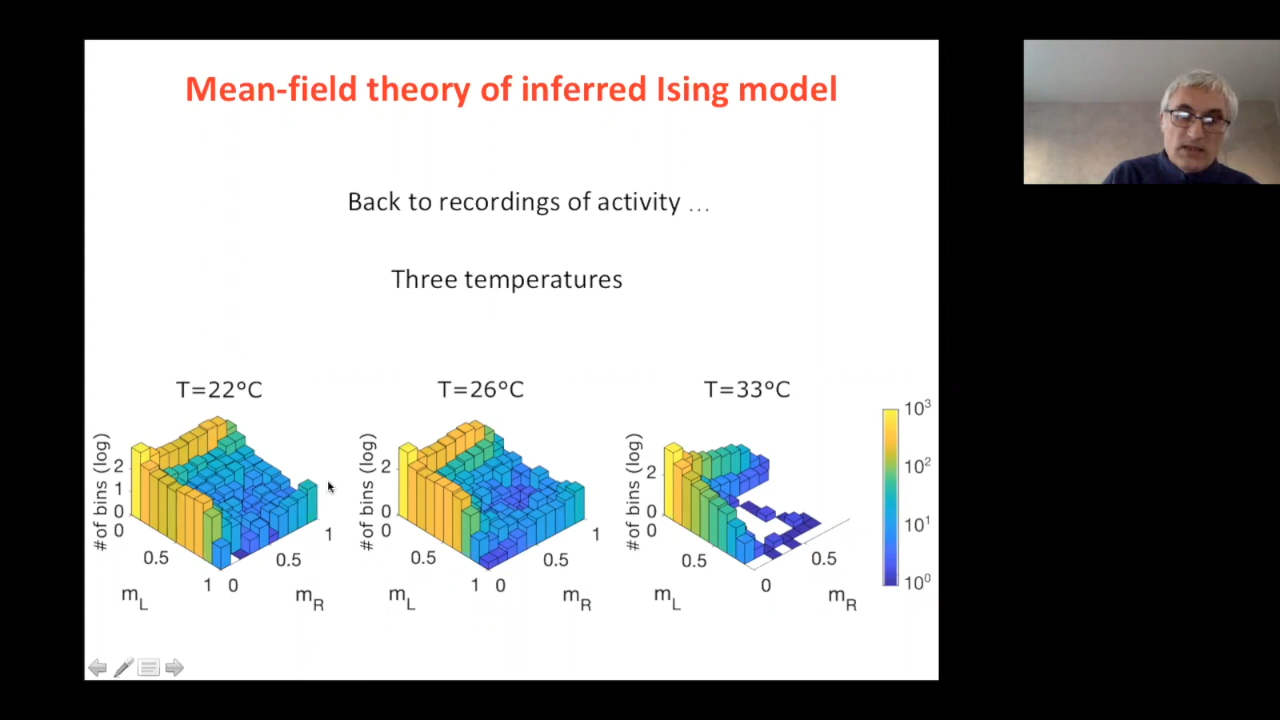 Mean-field theory of inferred Ising model
Back to recordings of activity …
Three temperatures
T=22°C
T=26°C
T=33°C
# of bins (log)
2
1
0
0
0.5
1
0
0.5
1
m_L
m_R
# of bins (log)
2
0
0
0.5
1
0
0.5
1
m_L
m_R
# of bins (log)
2
0
0
0.5
0
0.5
m_L
m_R
10³
10²
10¹
10⁰